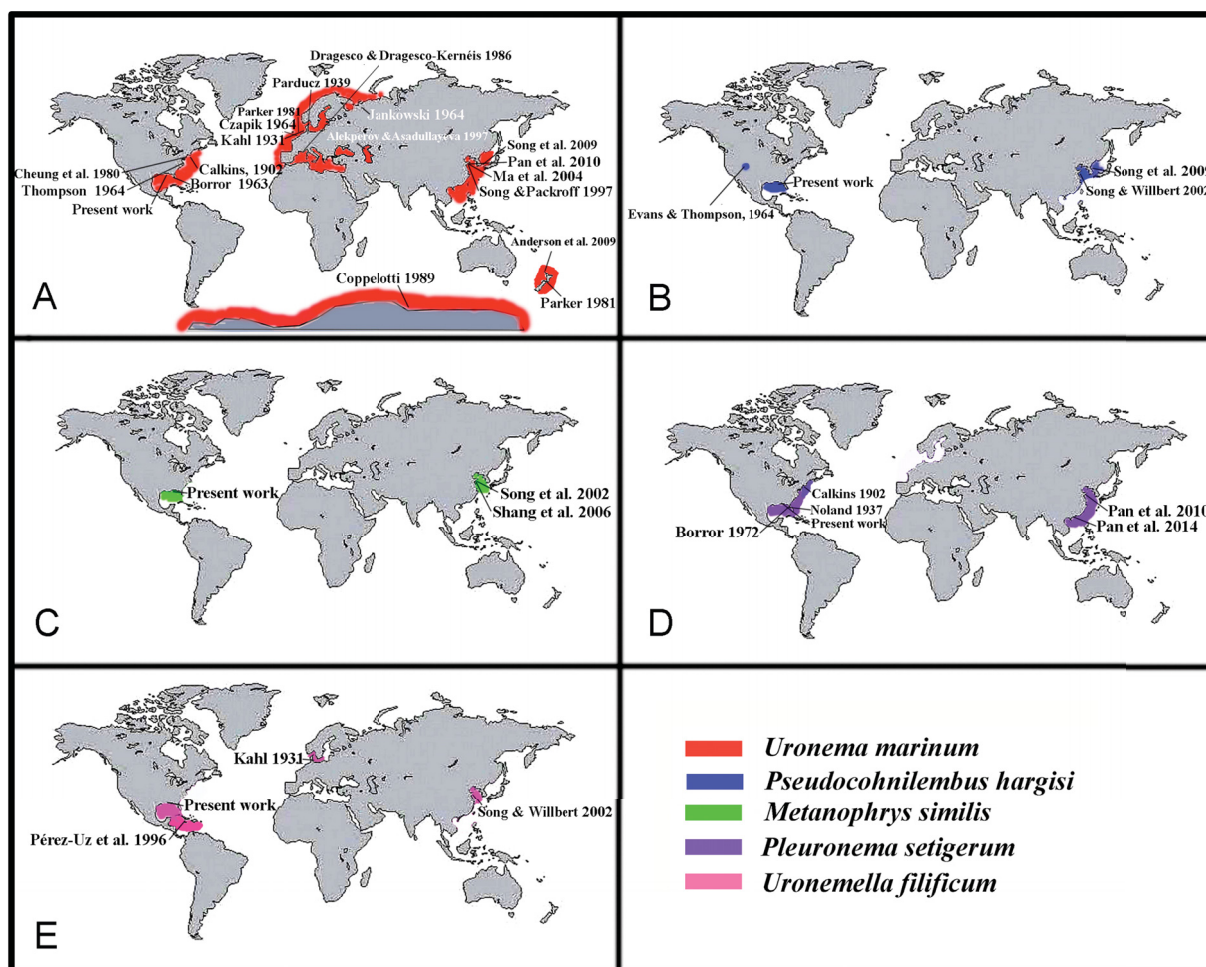 Dragesco & Dragesco-Kernéis 1986
Parducz 1939
Parker 1981
Jankowski 1964
Czapik 1964
Kahl 1931
Alekperov & Asadullayeva 1997
Song et al. 2009
Pan et al. 2010
Ma et al. 2004
Song &Packroff 1997
Calkins, 1902
Cheung et al. 1980
Thompson 1964
Borror 1963
Present work
Anderson et al. 2009
Parker 1981
Coppelotti 1989
A
Present work
Evans & Thompson, 1964
Song et al. 2009
Song & Willbert 2002
B
Present work
Song et al. 2002
Shang et al. 2006
C
Calkins 1902
Noland 1937
Present work
Borror 1972
Pan et al. 2010
Pan et al. 2014
D
Kahl 1931
Present work
Pérez-Uz et al. 1996
Song & Willbert 2002
E
Uronema marinum
Pseudocohnilembus hargisi
Metanophrys similis
Pleuronema setigerum
Uronemella filificum